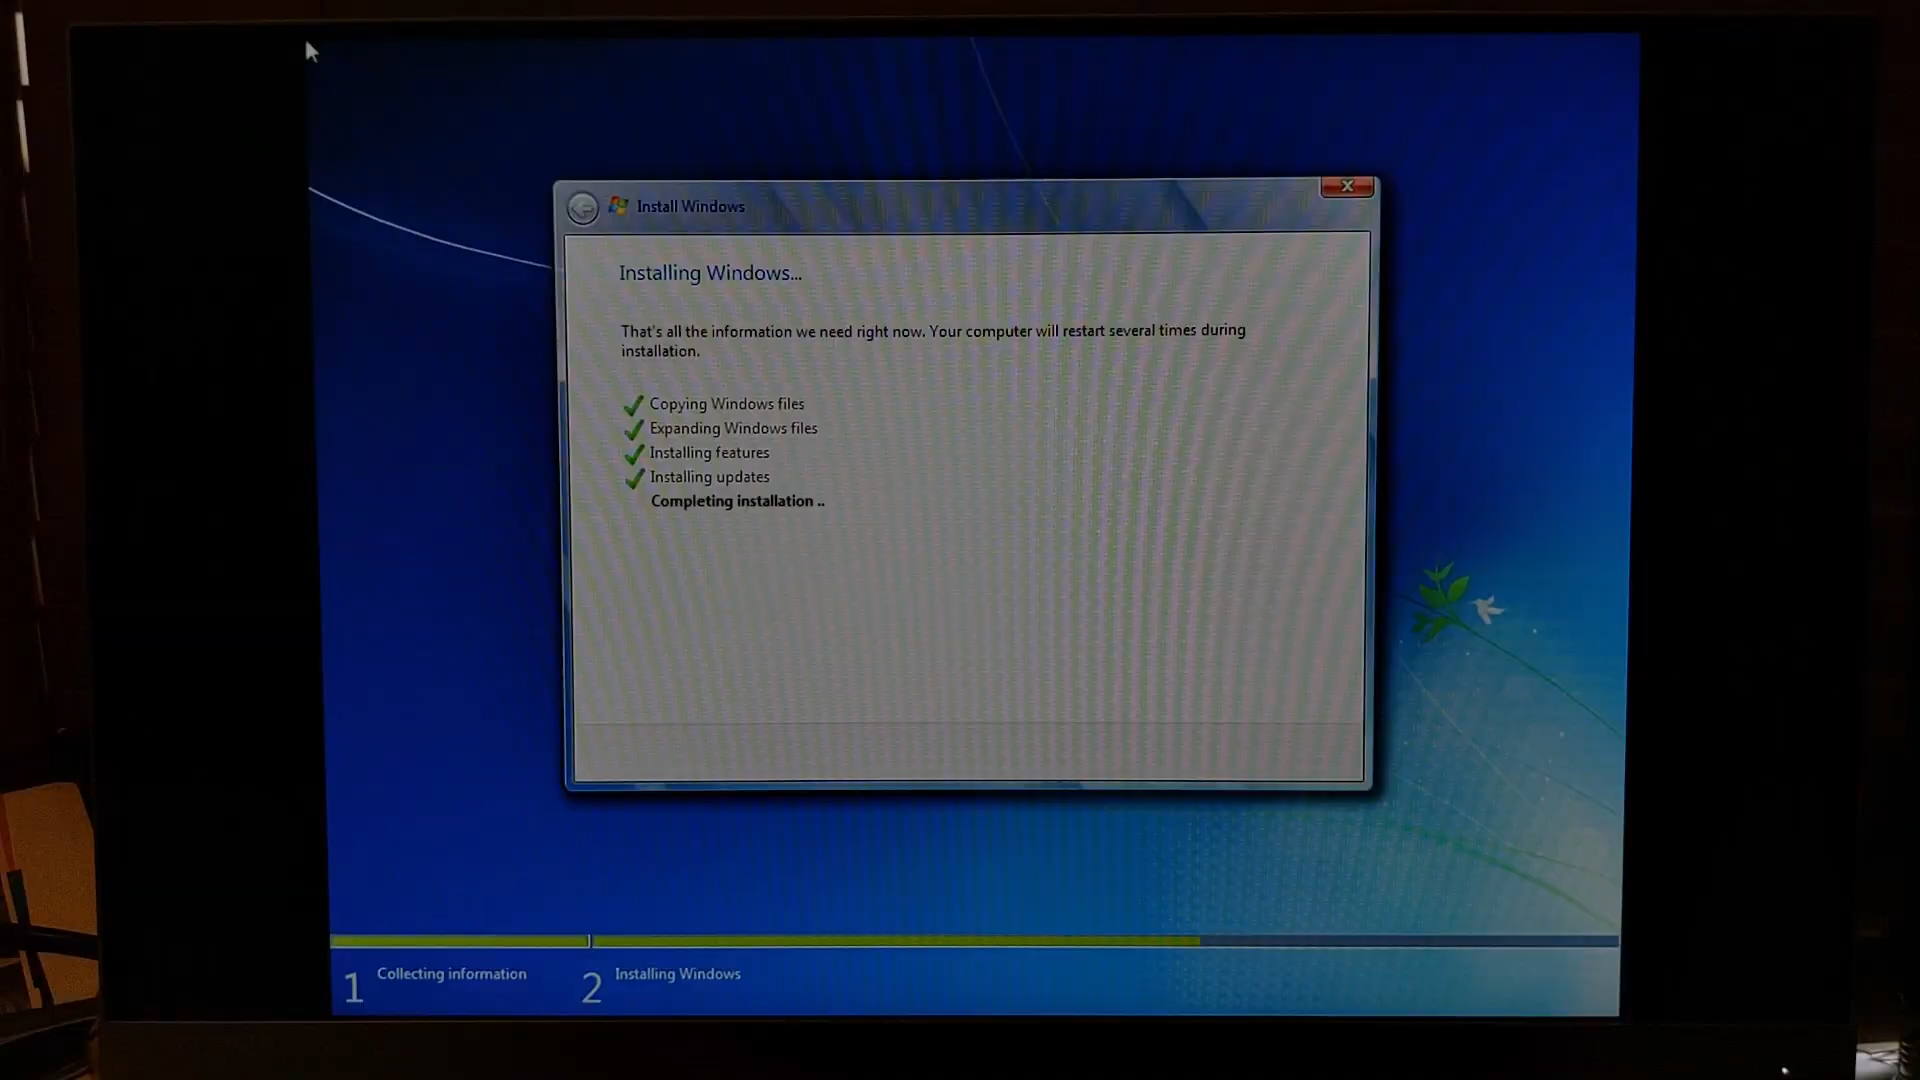 Install Windows
Installing Windows...
That's all the information we need right now. Your computer will restart several times during
installation.
Copying Windows files
Expanding Windows files
Installing features
Installing updates
Completing installation ..
1 Collecting information
2 Installing Windows